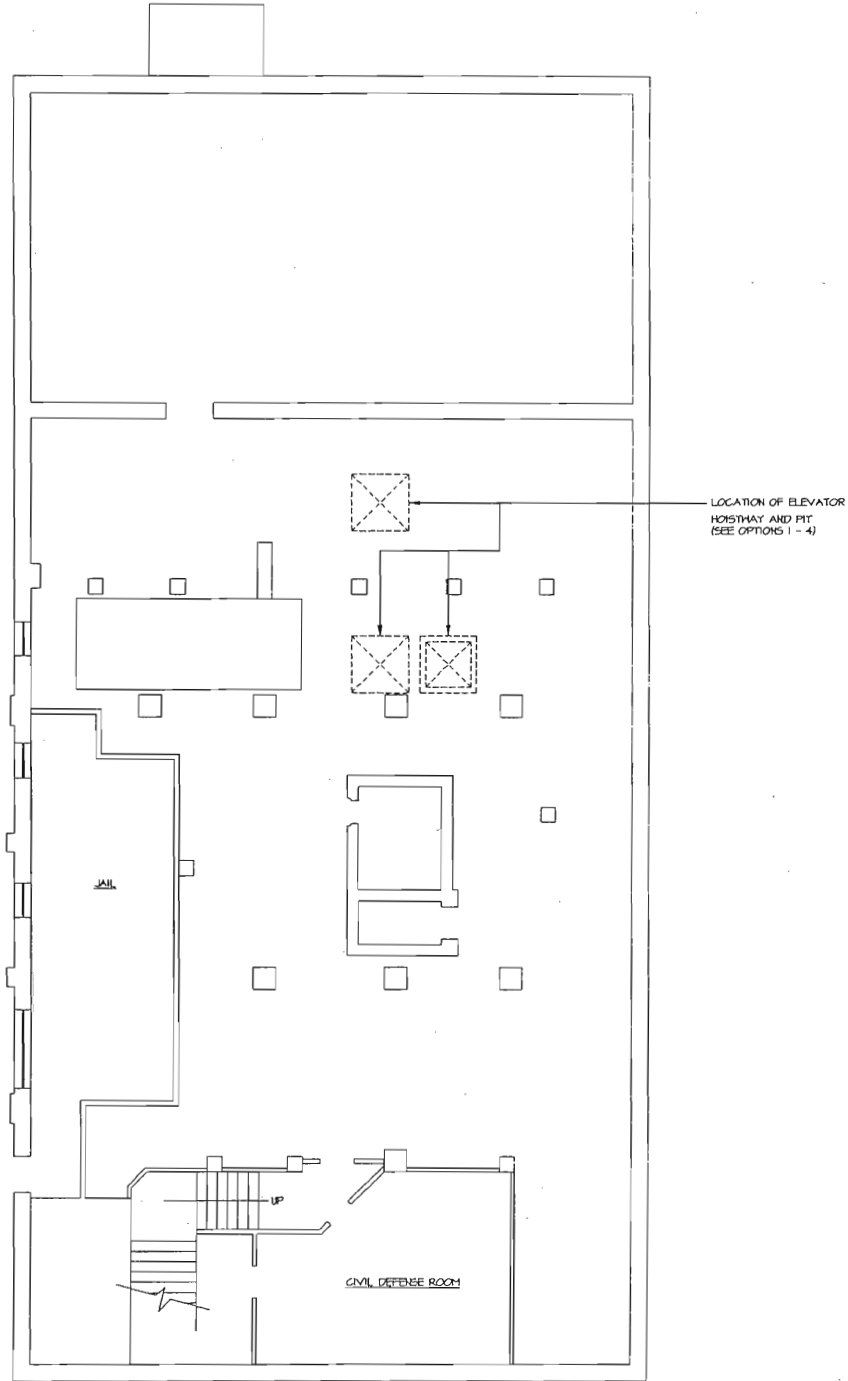 LOCATION OF ELEVATOR
HOISTWAY AND PIT
(SEE OPTIONS 1 - 4)
JAIL
UP
CIVIL DEFENSE ROOM